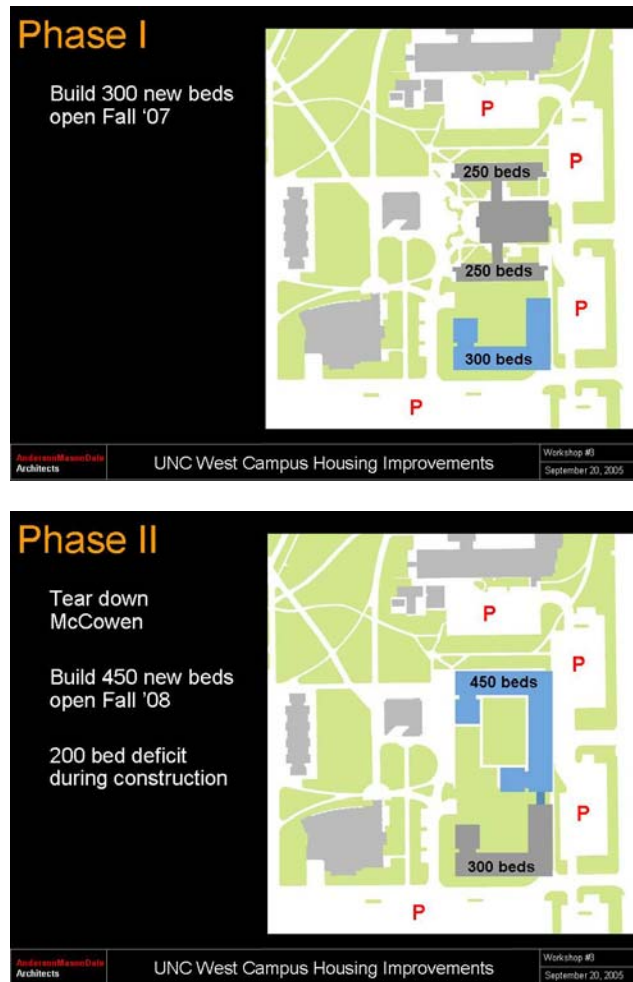 Phase I
Build 300 new beds
open Fall '07
P
P
250 beds
250 beds
P
300 beds
P
AndersonMasonDale
Architects
UNC West Campus Housing Improvements
Workshop #3
September 20, 2005
Phase II
Tear down
McCowen
Build 450 new beds
open Fall '08
200 bed deficit
during construction
P
P
450 beds
P
300 beds
P
AndersonMasonDale
Architects
UNC West Campus Housing Improvements
Workshop #3
September 20, 2005